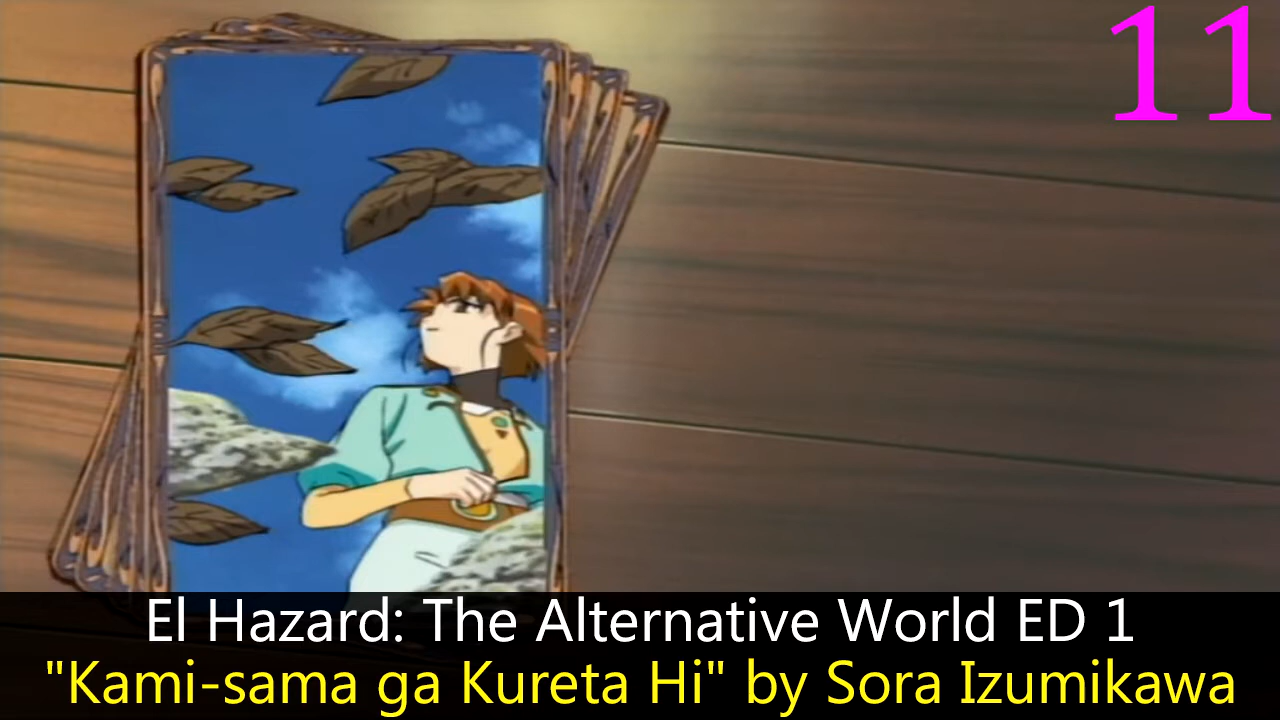 11
El Hazard: The Alternative World ED 1
"Kami-sama ga Kureta Hi" by Sora Izumikawa